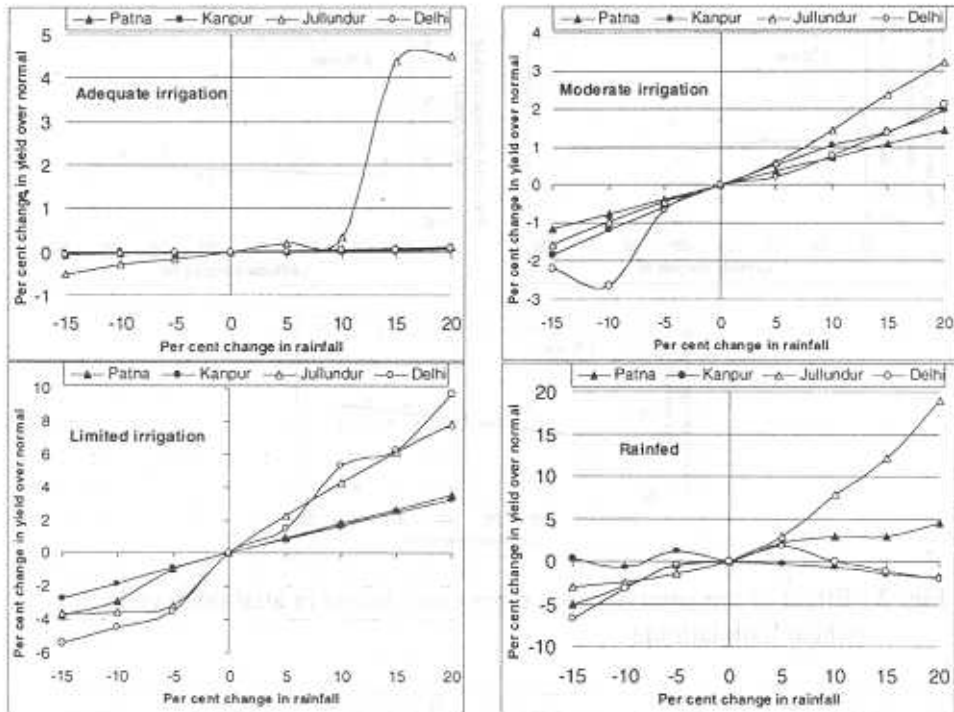 Patna Kanpur Jullundur Delhi
5
4
3
2
1
0
-1
Adequate irrigation
Per cent change in yield over normal
-15 -10 -5 0 5 10 15 20
Per cent change in rainfall
Patna Kanpur Jullundur Delhi
4
3
2
1
0
-1
-2
-3
Moderate irrigation
Per cent change in yield over normal
-15 -10 -5 0 5 10 15 20
Per cent change in rainfall
Patna Kanpur Jullundur Delhi
10
8
6
4
2
0
-2
-4
-6
Limited irrigation
Per cent change in yield over normal
-15 -10 -5 0 5 10 15 20
Per cent change in rainfall
Patna Kanpur Jullundur Delhi
20
15
10
5
0
-5
-10
Rainfed
Per cent change in yield over normal
-15 -10 -5 0 5 10 15 20
Per cent change in rainfall